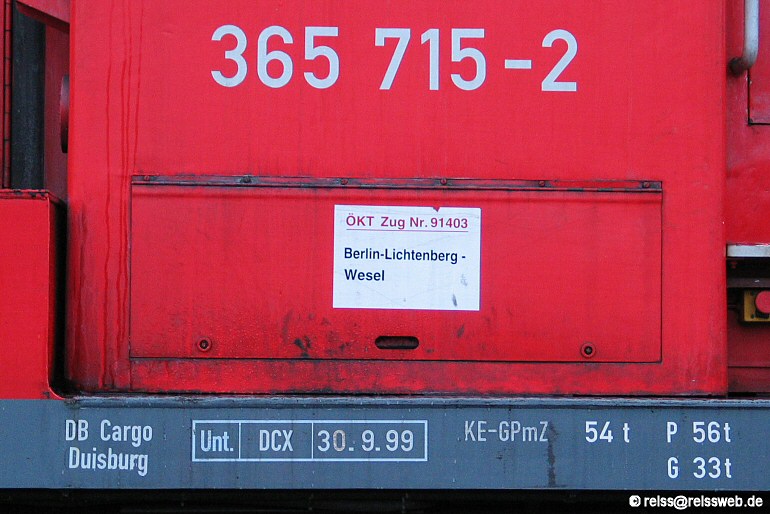 365 715-2
ÖKT Zug Nr. 91403
Berlin-Lichtenberg -
Wesel
DB Cargo
Duisburg
Unt. DCX 30.9.99
KE-GPmZ 54 t P 56t
G 33t
© reiss@reissweb.de